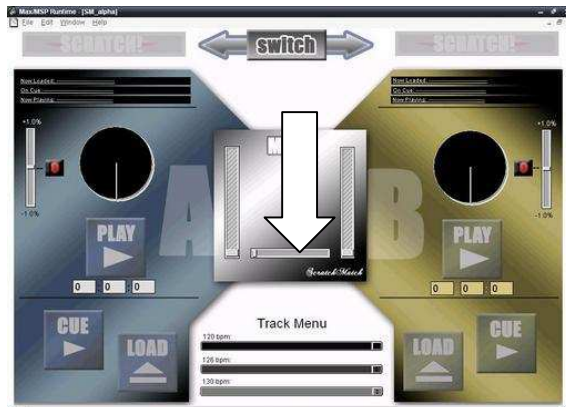 Max/MSP Runtime - [SM_alpha]
File Edit Window Help
SCRATCH!
switch
SCRATCH!
Now Loaded:
On Cue:
Now Playing:
Now Loaded:
On Cue:
Now Playing:
+1.0%
+1.0%
A
B
-1.0%
-1.0%
PLAY
PLAY
0 : 0 : 0
0 : 0 : 0
ScratchMatch
CUE
LOAD
Track Menu
120 bpm:
126 bpm:
130 bpm:
LOAD
CUE